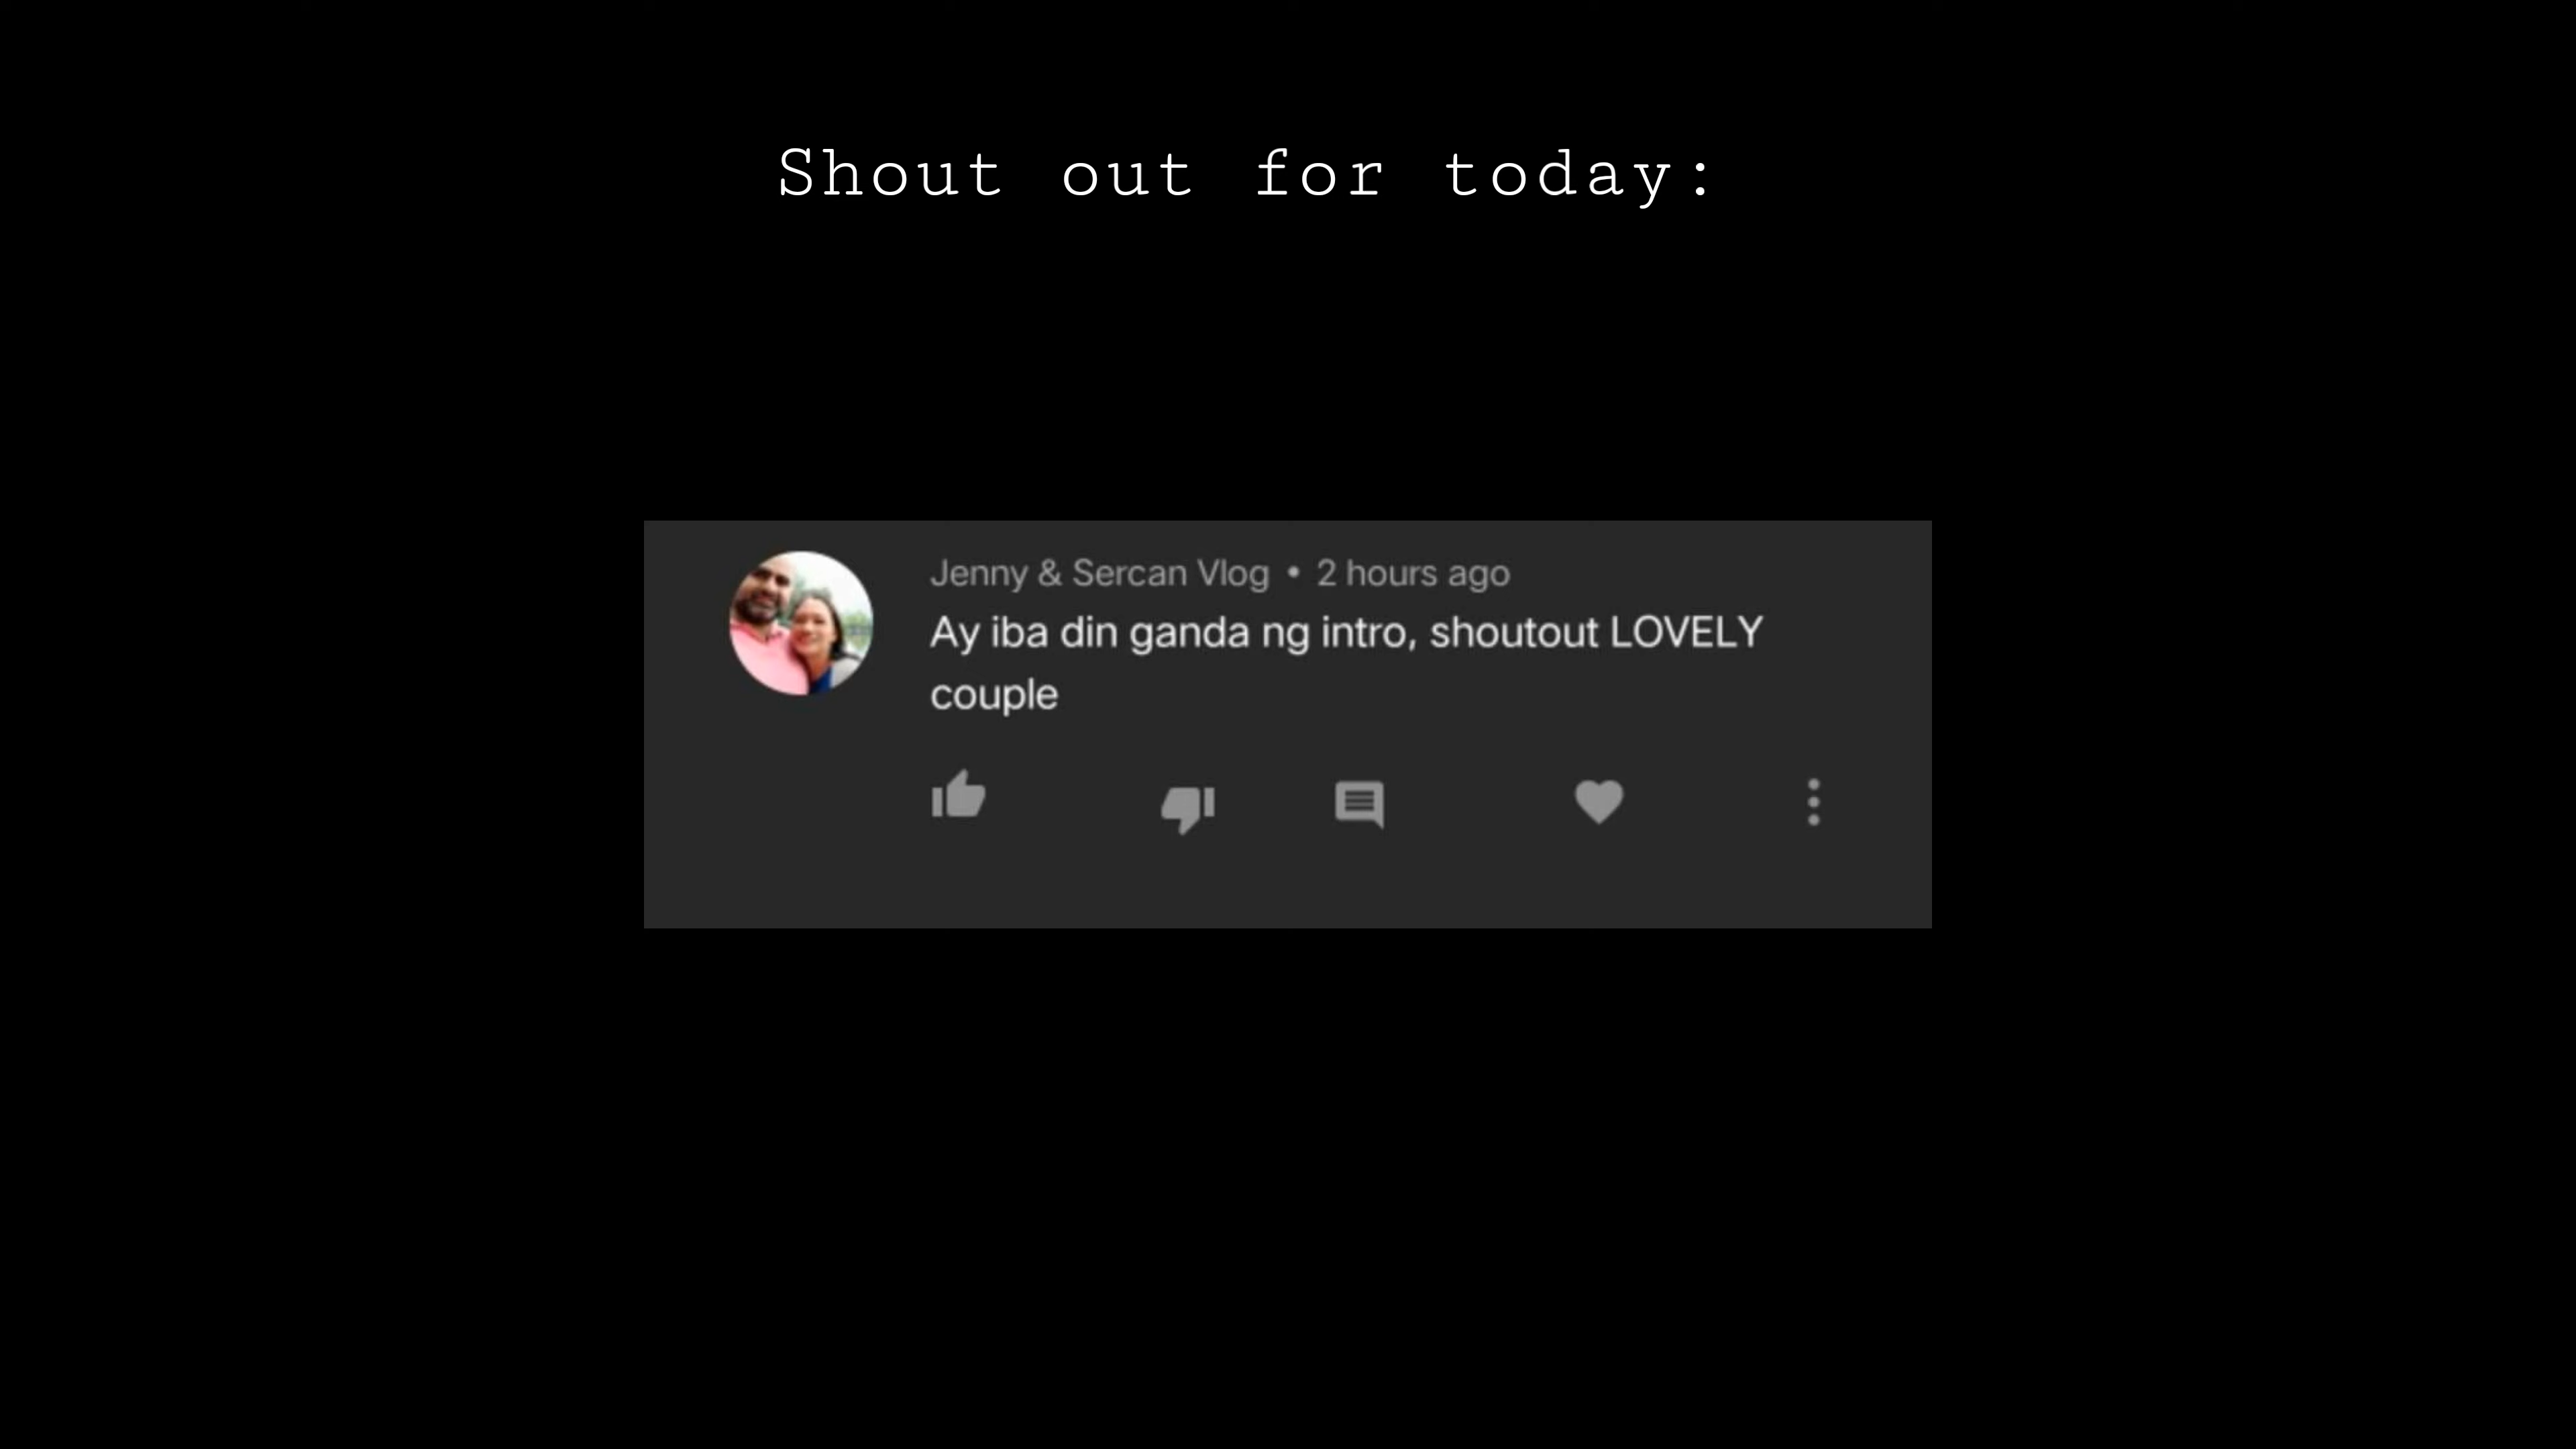 Shout out for today:
Jenny & Sercan Vlog • 2 hours ago
Ay iba din ganda ng intro, shoutout LOVELY
couple